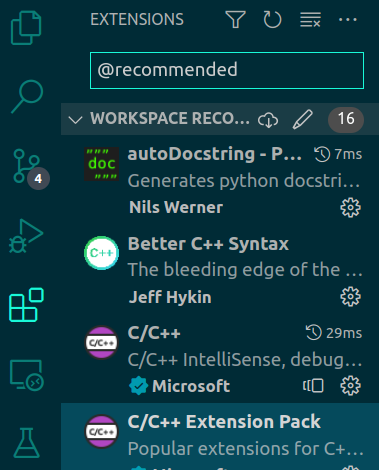 EXTENSIONS
@recommended
WORKSPACE RECO... 16
autoDocstring - P... 7ms
Generates python docstri...
Nils Werner
4
Better C++ Syntax
The bleeding edge of the ...
Jeff Hykin
C/C++ 29ms
C/C++ IntelliSense, debug...
Microsoft
C/C++ Extension Pack
Popular extensions for C+...
Microsoft
"""
doc
"""
C++
C/C++
C/C++